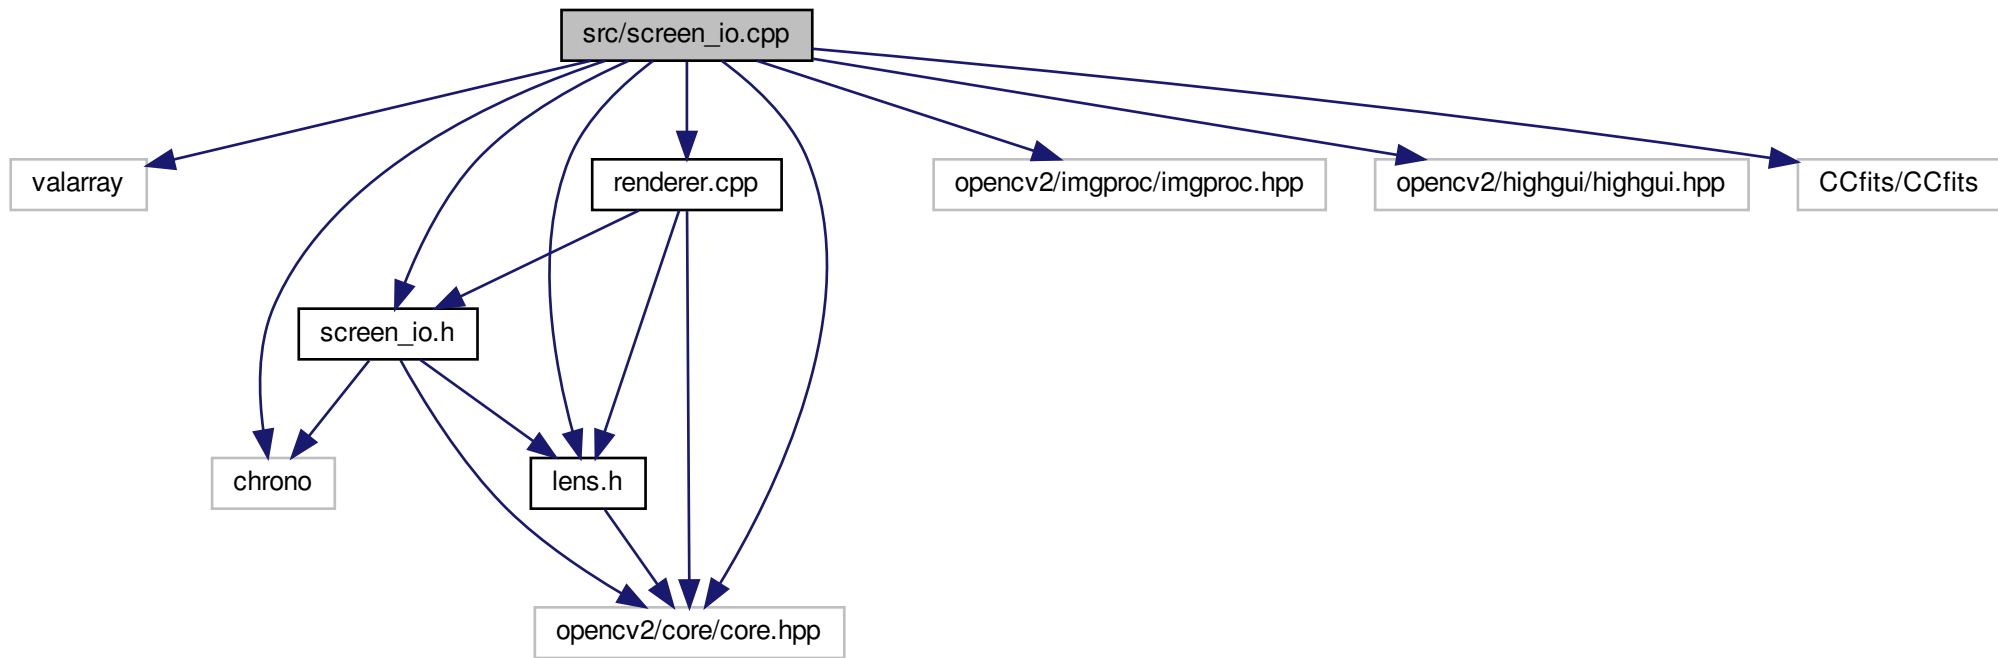 src/screen_io.cpp
valarray
renderer.cpp
opencv2/imgproc/imgproc.hpp
opencv2/highgui/highgui.hpp
CCfits/CCfits
screen_io.h
chrono
lens.h
opencv2/core/core.hpp